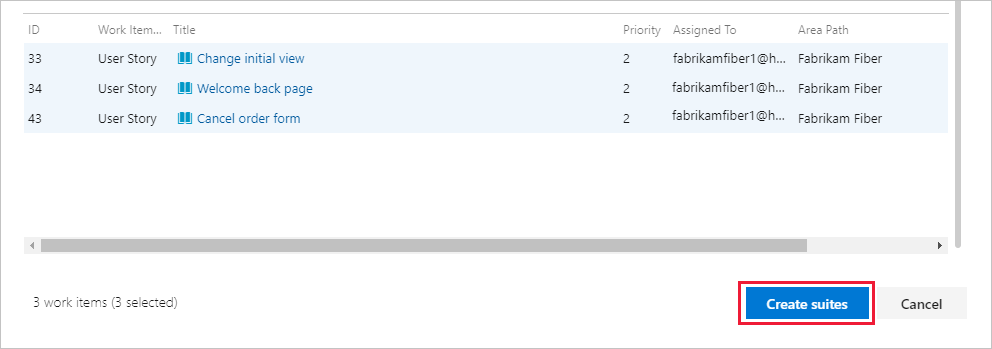 ID Work Item... Title Priority Assigned To Area Path
33 User Story Change initial view 2 fabrikamfiber1@h... Fabrikam Fiber
34 User Story Welcome back page 2 fabrikamfiber1@h... Fabrikam Fiber
43 User Story Cancel order form 2 fabrikamfiber1@h... Fabrikam Fiber
3 work items (3 selected) Create suites Cancel